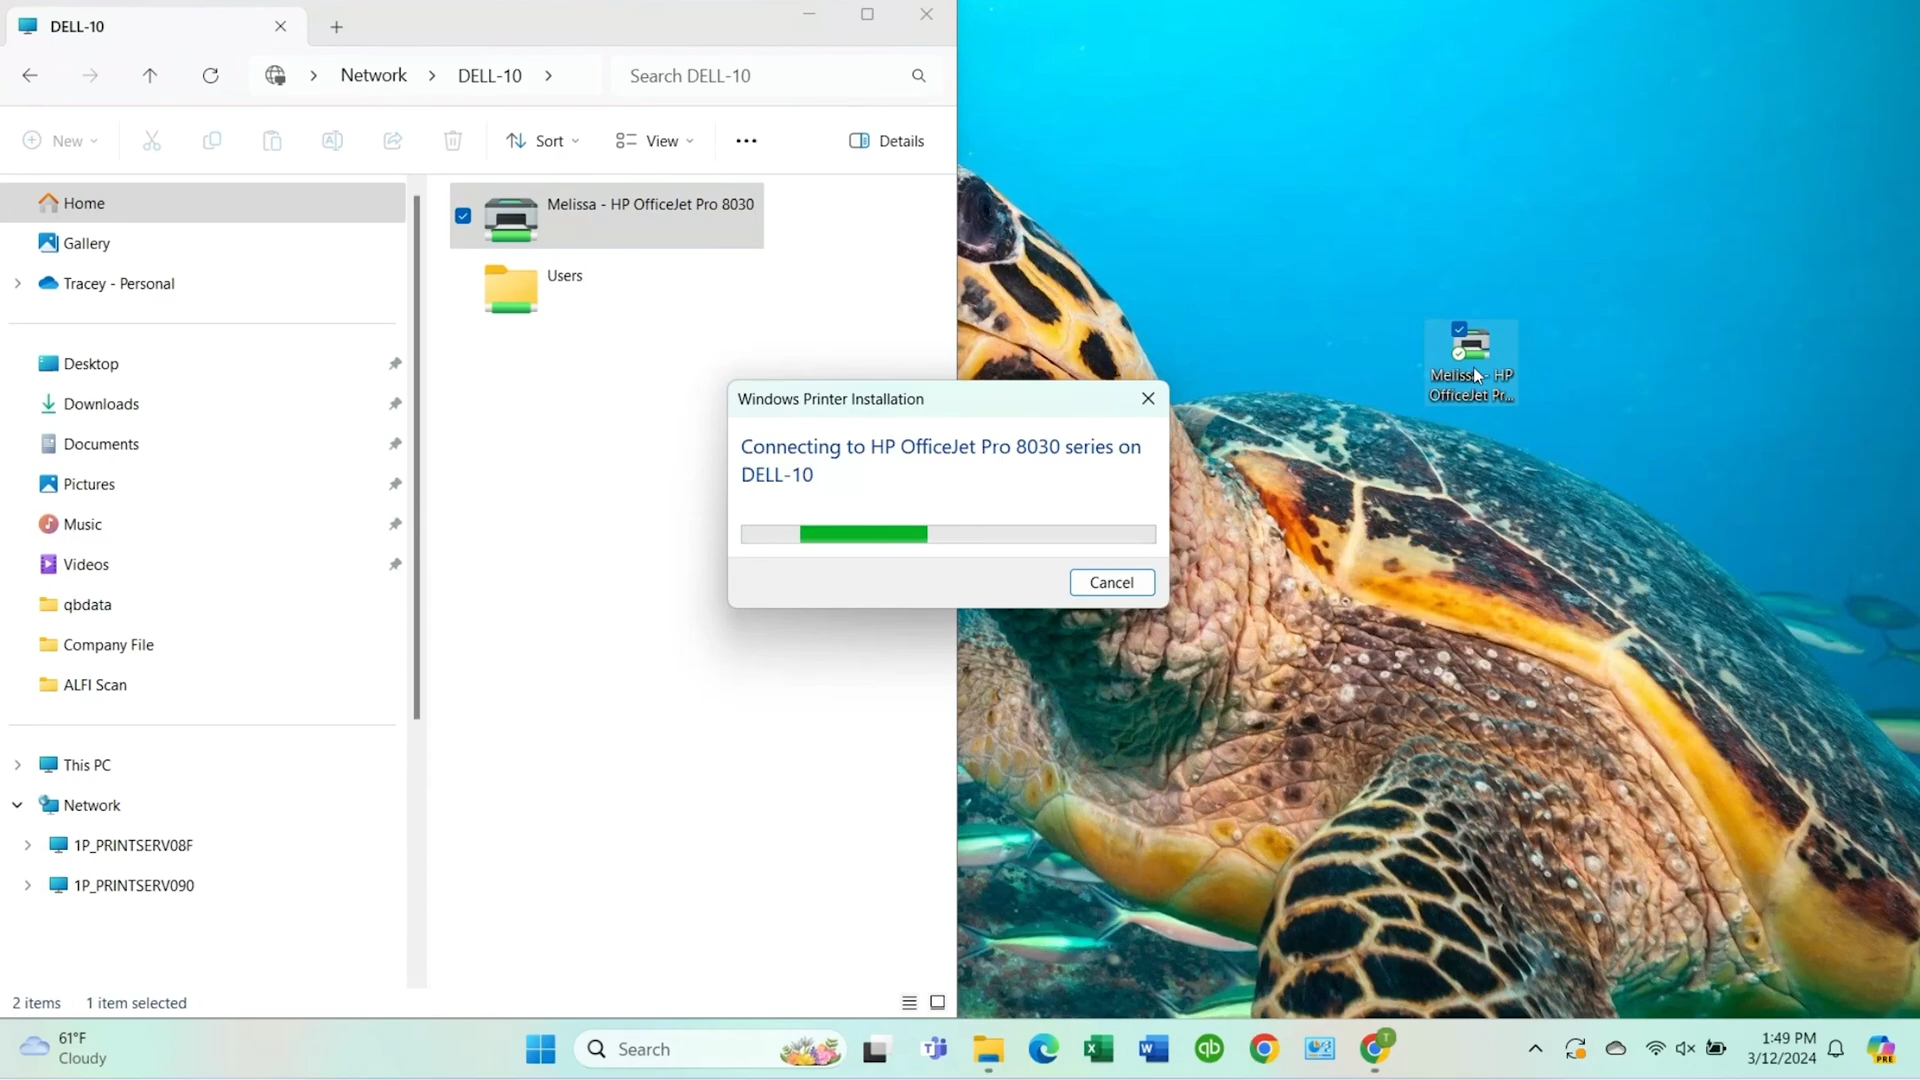 DELL-10
Network
DELL-10
Search DELL-10
New
Sort
View
Details
Home
Gallery
Tracey - Personal
Desktop
Downloads
Documents
Pictures
Music
Videos
qbdata
Company File
ALFI Scan
This PC
Network
1P_PRINTSERV08F
1P_PRINTSERV090
Melissa - HP OfficeJet Pro 8030
Users
2 items 1 item selected
Windows Printer Installation
Connecting to HP OfficeJet Pro 8030 series on
DELL-10
Cancel
Melissa - HP
OfficeJet Pr...
61°F
Cloudy
Search
qb
T
1:49 PM
3/12/2024
PRE